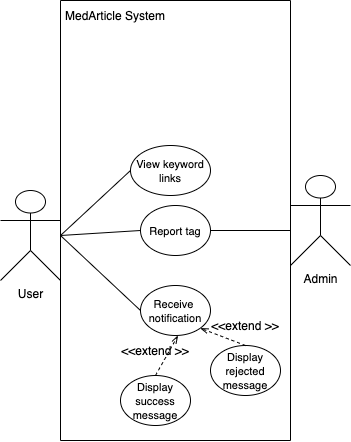 MedArticle System
View keyword
links
Report tag
User
Admin
Receive
notification
<<extend >>
<<extend >>
Display
rejected
message
Display
success
message